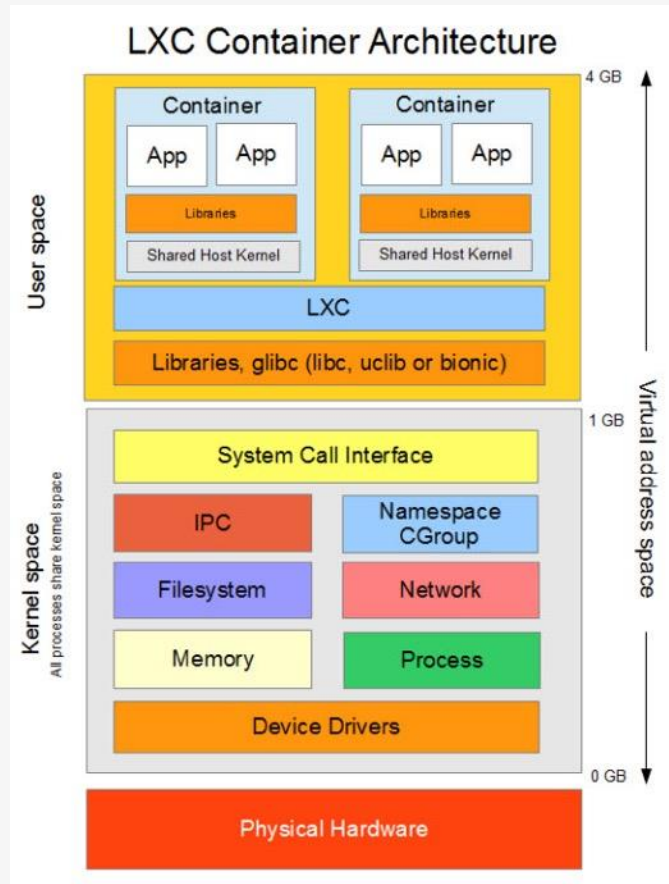 LXC Container Architecture
4 GB
Container
Container
App
App
App
App
Libraries
Libraries
Shared Host Kernel
Shared Host Kernel
LXC
Libraries, glibc (libc, uclib or bionic)
User space
1 GB
System Call Interface
IPC
Namespace
CGroup
Filesystem
Network
Memory
Process
Device Drivers
Kernel space
All processes share kernel space
Virtual address space
0 GB
Physical Hardware